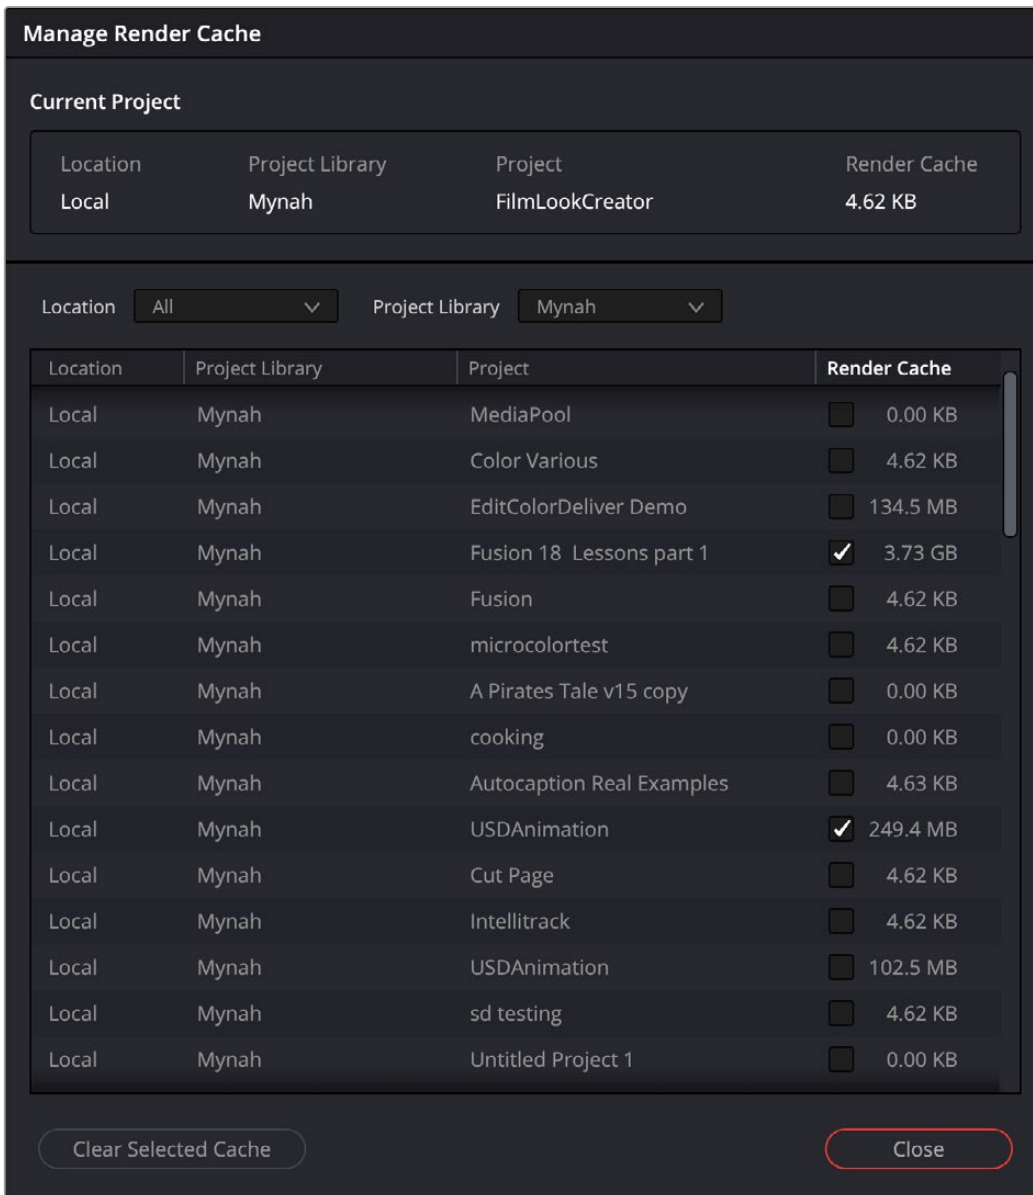 Manage Render Cache
Current Project
Location Project Library Project Render Cache
Local Mynah FilmLookCreator 4.62 KB
Location All Project Library Mynah
Location Project Library Project Render Cache
Local Mynah MediaPool 0.00 KB
Local Mynah Color Various 4.62 KB
Local Mynah EditColorDeliver Demo 134.5 MB
Local Mynah Fusion 18  Lessons part 1 3.73 GB
Local Mynah Fusion 4.62 KB
Local Mynah microcolortest 4.62 KB
Local Mynah A Pirates Tale v15 copy 0.00 KB
Local Mynah cooking 0.00 KB
Local Mynah Autocaption Real Examples 4.63 KB
Local Mynah USDAnimation 249.4 MB
Local Mynah Cut Page 4.62 KB
Local Mynah Intellitrack 4.62 KB
Local Mynah USDAnimation 102.5 MB
Local Mynah sd testing 4.62 KB
Local Mynah Untitled Project 1 0.00 KB
Clear Selected Cache Close